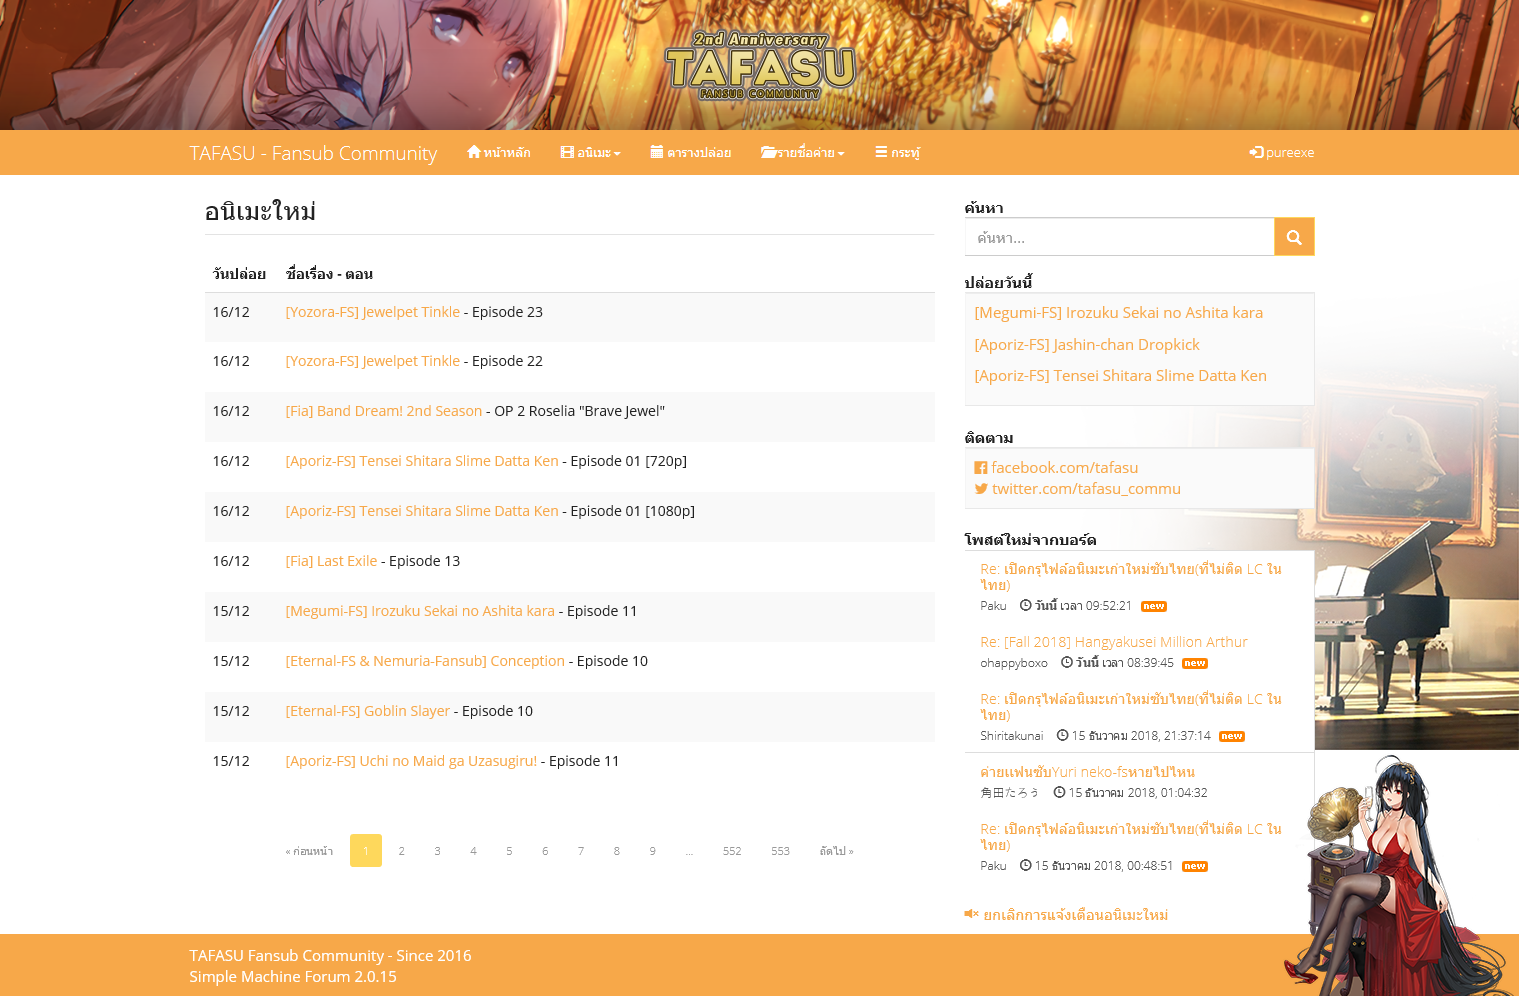 2nd Anniversary
TAFASU
FANSUB COMMUNITY
TAFASU - Fansub Community
หน้าหลัก
อนิเมะ
ตารางปล่อย
รายชื่อค่าย
กระทู้
pureexe
อนิเมะใหม่
วันปล่อย ชื่อเรื่อง - ตอน
16/12 [Yozora-FS] Jewelpet Tinkle - Episode 23
16/12 [Yozora-FS] Jewelpet Tinkle - Episode 22
16/12 [Fia] Band Dream! 2nd Season - OP 2 Roselia "Brave Jewel"
16/12 [Aporiz-FS] Tensei Shitara Slime Datta Ken - Episode 01 [720p]
16/12 [Aporiz-FS] Tensei Shitara Slime Datta Ken - Episode 01 [1080p]
16/12 [Fia] Last Exile - Episode 13
15/12 [Megumi-FS] Irozuku Sekai no Ashita kara - Episode 11
15/12 [Eternal-FS & Nemuria-Fansub] Conception - Episode 10
15/12 [Eternal-FS] Goblin Slayer - Episode 10
15/12 [Aporiz-FS] Uchi no Maid ga Uzasugiru! - Episode 11
« ก่อนหน้า 1 2 3 4 5 6 7 8 9 ... 552 553 ถัดไป »
ค้นหา
ค้นหา...
ปล่อยวันนี้
[Megumi-FS] Irozuku Sekai no Ashita kara
[Aporiz-FS] Jashin-chan Dropkick
[Aporiz-FS] Tensei Shitara Slime Datta Ken
ติดตาม
facebook.com/tafasu
twitter.com/tafasu_commu
โพสต์ใหม่จากบอร์ด
Re: เปิดกรุไฟล์อนิเมะเก่าใหม่ซับไทย(ที่ไม่ติด LC ใน
ไทย)
Paku วันนี้ เวลา 09:52:21 new
Re: [Fall 2018] Hangyakusei Million Arthur
ohappyboxo วันนี้ เวลา 08:39:45 new
Re: เปิดกรุไฟล์อนิเมะเก่าใหม่ซับไทย(ที่ไม่ติด LC ใน
ไทย)
Shiritakunai 15 ธันวาคม 2018, 21:37:14 new
ค่ายแฟนซับYuri neko-fsหายไปไหน
角田たろう 15 ธันวาคม 2018, 01:04:32
Re: เปิดกรุไฟล์อนิเมะเก่าใหม่ซับไทย(ที่ไม่ติด LC ใน
ไทย)
Paku 15 ธันวาคม 2018, 00:48:51 new
ยกเลิกการแจ้งเตือนอนิเมะใหม่
TAFASU Fansub Community - Since 2016
Simple Machine Forum 2.0.15